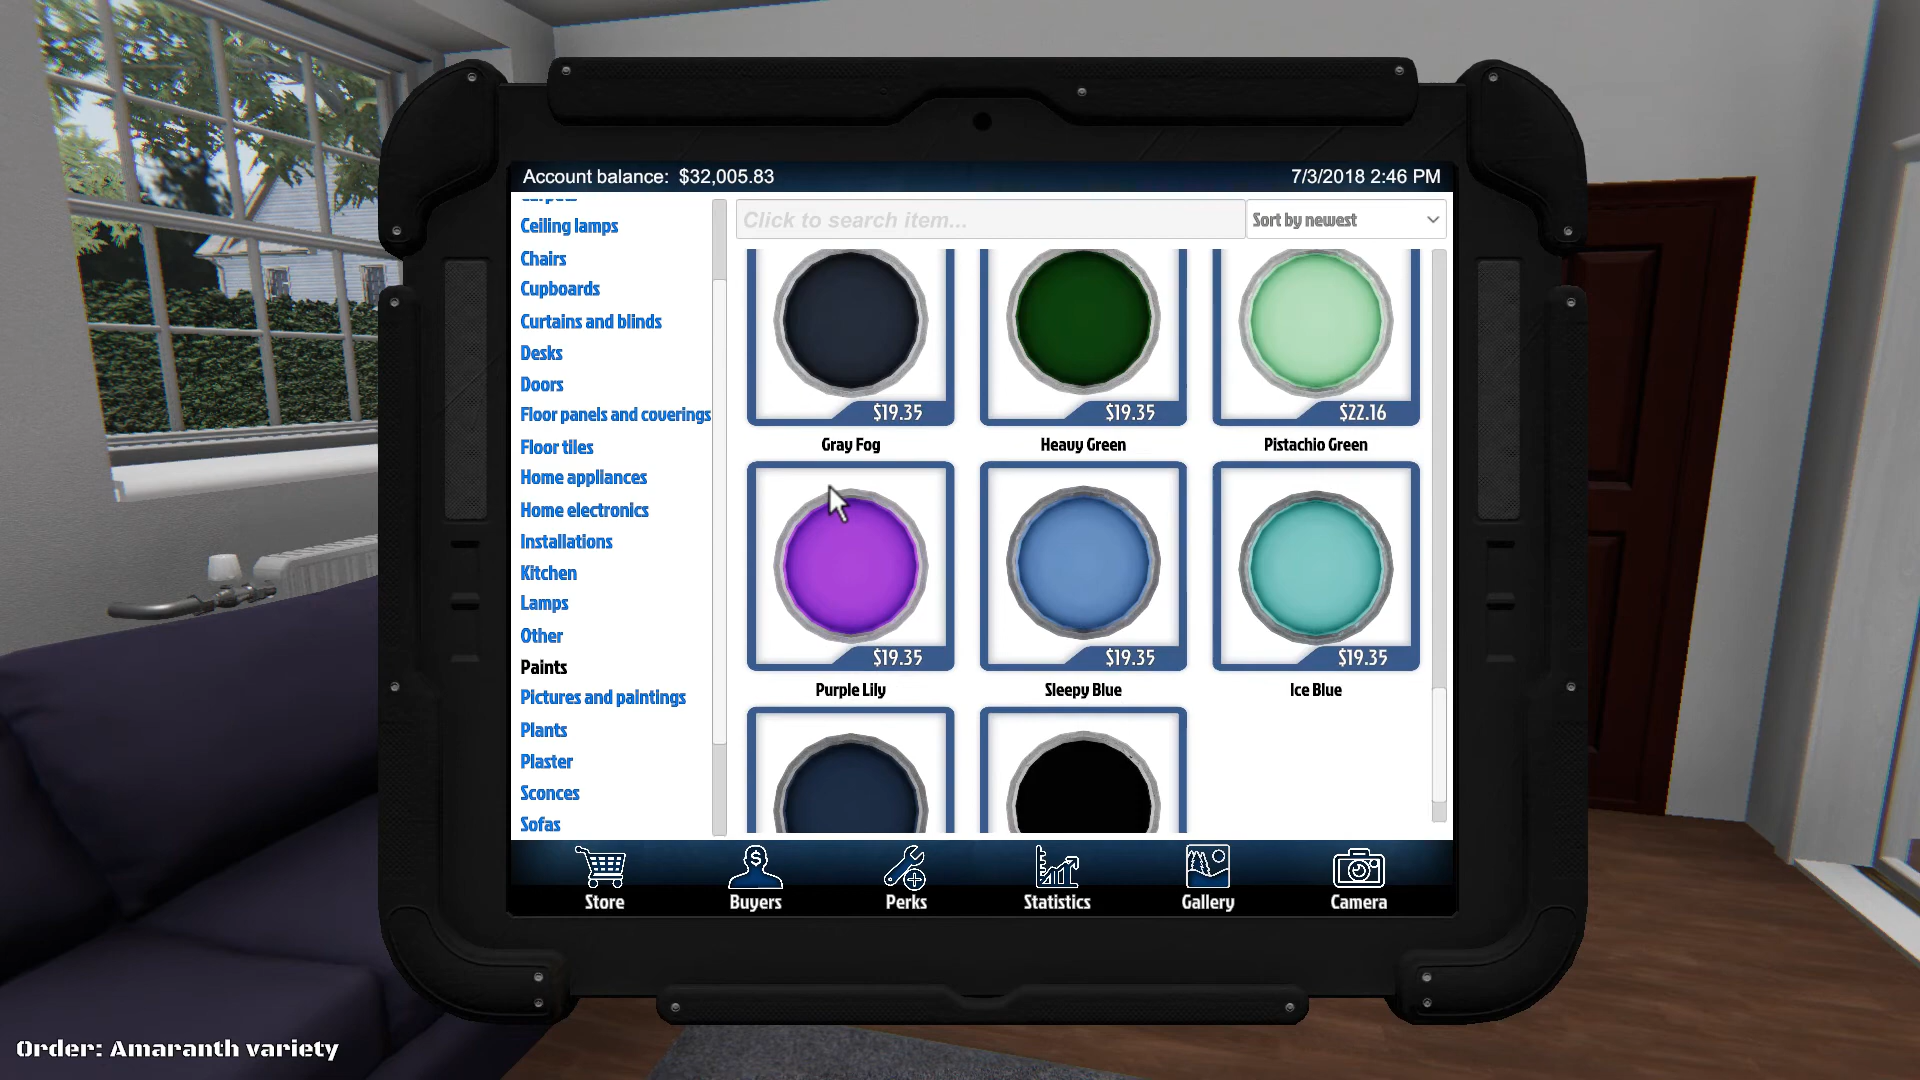 Account balance: $32,005.83
7/3/2018 2:46 PM
Click to search item...
Sort by newest
Carpets
Ceiling lamps
Chairs
Cupboards
Curtains and blinds
Desks
Doors
Floor panels and coverings
Floor tiles
Home appliances
Home electronics
Installations
Kitchen
Lamps
Other
Paints
Pictures and paintings
Plants
Plaster
Sconces
Sofas
$19.35
$19.35
$22.16
Gray Fog
Heavy Green
Pistachio Green
$19.35
$19.35
$19.35
Purple Lily
Sleepy Blue
Ice Blue
Store
Buyers
Perks
Statistics
Gallery
Camera
Order: Amaranth variety